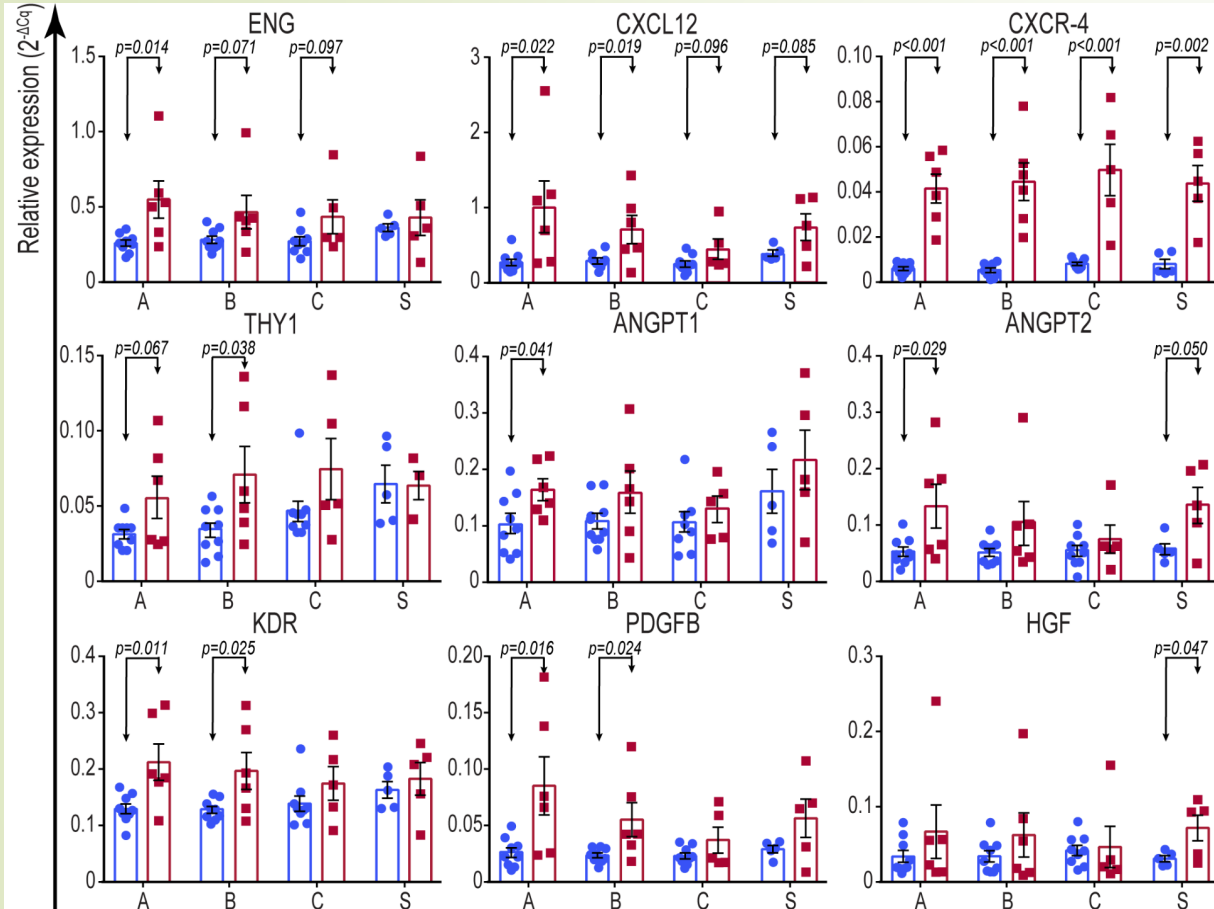 Relative expression (2-ΔCq)
ENG CXCL12 CXCR-4
p=0.014 p=0.071 p=0.097 p=0.022 p=0.019 p=0.096 p=0.085 p<0.001 p<0.001 p<0.001 p=0.002
1.5 3 0.10
0.08
1.0 2
0.06
0.04
0.5 1
0.02
0 0 0
A B C S A B C S A B C S
THY1 ANGPT1 ANGPT2
p=0.067 p=0.038 p=0.041 p=0.029 p=0.050
0.15 0.4 0.4
0.3 0.3
0.10
0.2 0.2
0.05
0.1 0.1
0 0 0
A B C S A B C S A B C S
KDR PDGFB HGF
p=0.011 p=0.025 p=0.016 p=0.024 p=0.047
0.4 0.20 0.3
0.3 0.15
0.2
0.2 0.10
0.1
0.1 0.05
0 0 0
A B C S A B C S A B C S